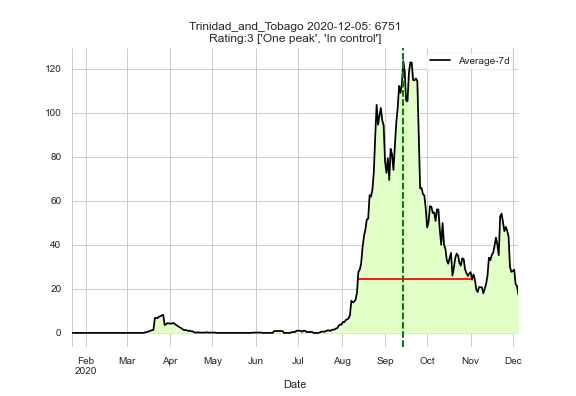 Trinidad_and_Tobago 2020-12-05: 6751
Rating:3 ['One peak', 'In control']
Average-7d
120
100
80
60
40
20
0
Feb Mar Apr May Jun Jul Aug Sep Oct Nov Dec
2020
Date